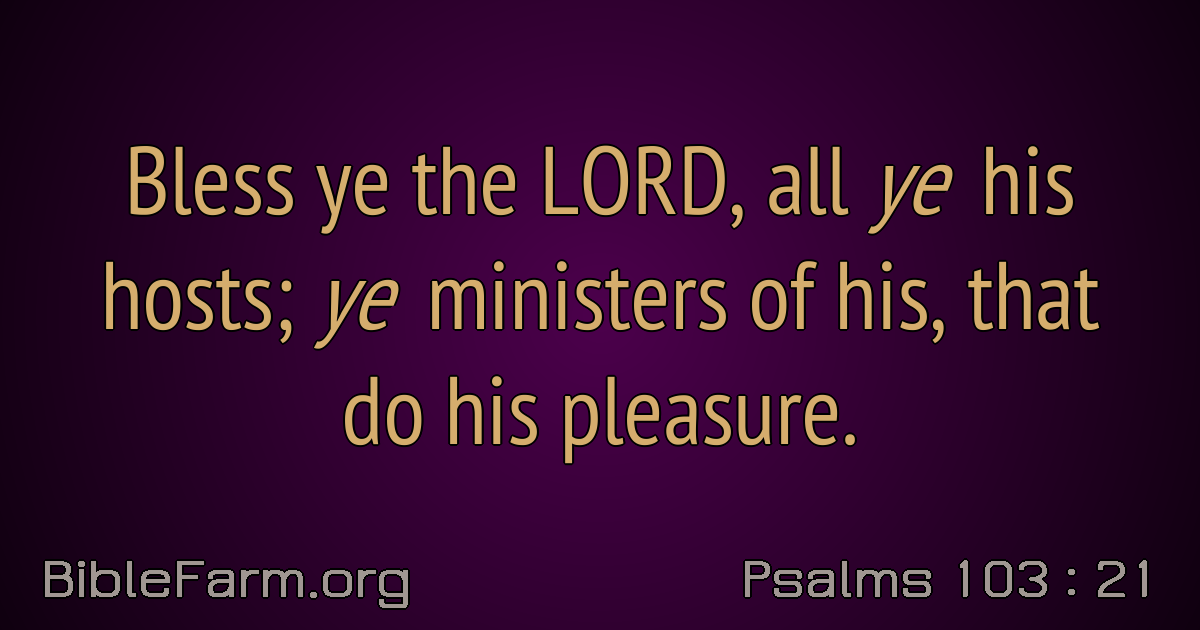 Bless ye the LORD, all ye his
hosts; ye ministers of his, that
do his pleasure.
BibleFarm.org
Psalms 103 : 21